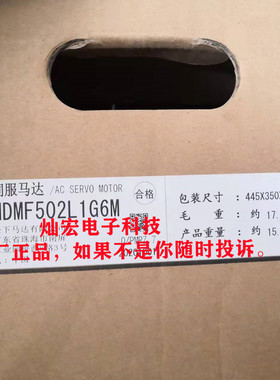 伺服马达 /AC SERVO MOTOR
合格
MDMF502L1G6M
包装尺寸： 445X350X
毛 重： 约 17.
产品重量： 约 15.
灿宏电子科技
厂正品，如果不是你随时投诉。